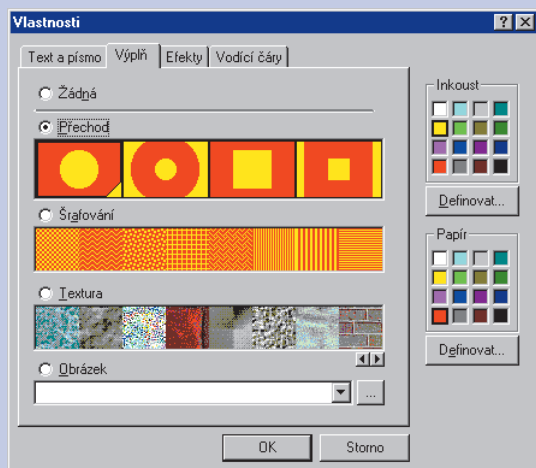 Vlastnosti
Text a písmo Výplň Efekty Vodící čáry
Žádná
Přechod
Šrafování
Textura
Obrázek
...
OK Storno
Inkoust
Definovat...
Papír
Definovat...